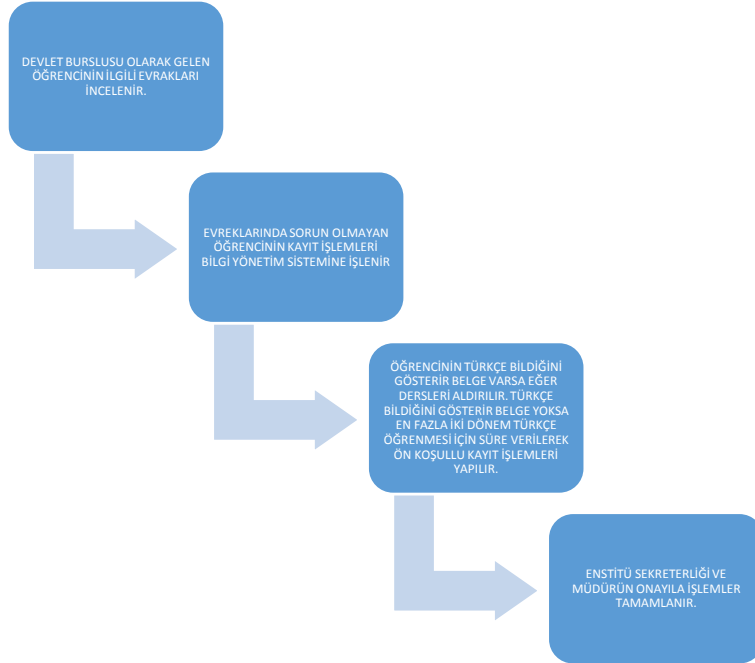 DEVLET BURSLUSU OLARAK GELEN
ÖĞRENCİNİN İLGİLİ EVRAKLARI
İNCELENİR.
EVREKLARINDA SORUN OLMAYAN
ÖĞRENCİNİN KAYIT İŞLEMLERİ
BİLGİ YÖNETİM SİSTEMİNE İŞLENİR
ÖĞRENCİNİN TÜRKÇE BİLDİĞİNİ
GÖSTERİR BELGE VARSA EĞER
DERSLERİ ALDIRILIR. TÜRKÇE
BİLDİĞİNİ GÖSTERİR BELGE YOKSA
EN FAZLA İKİ DÖNEM TÜRKÇE
ÖĞRENMESİ İÇİN SÜRE VERİLEREK
ÖN KOŞULLU KAYIT İŞLEMLERİ
YAPILIR.
ENSTİTÜ SEKRETERLİĞİ VE
MÜDÜRÜN ONAYILA İŞLEMLER
TAMAMLANIR.